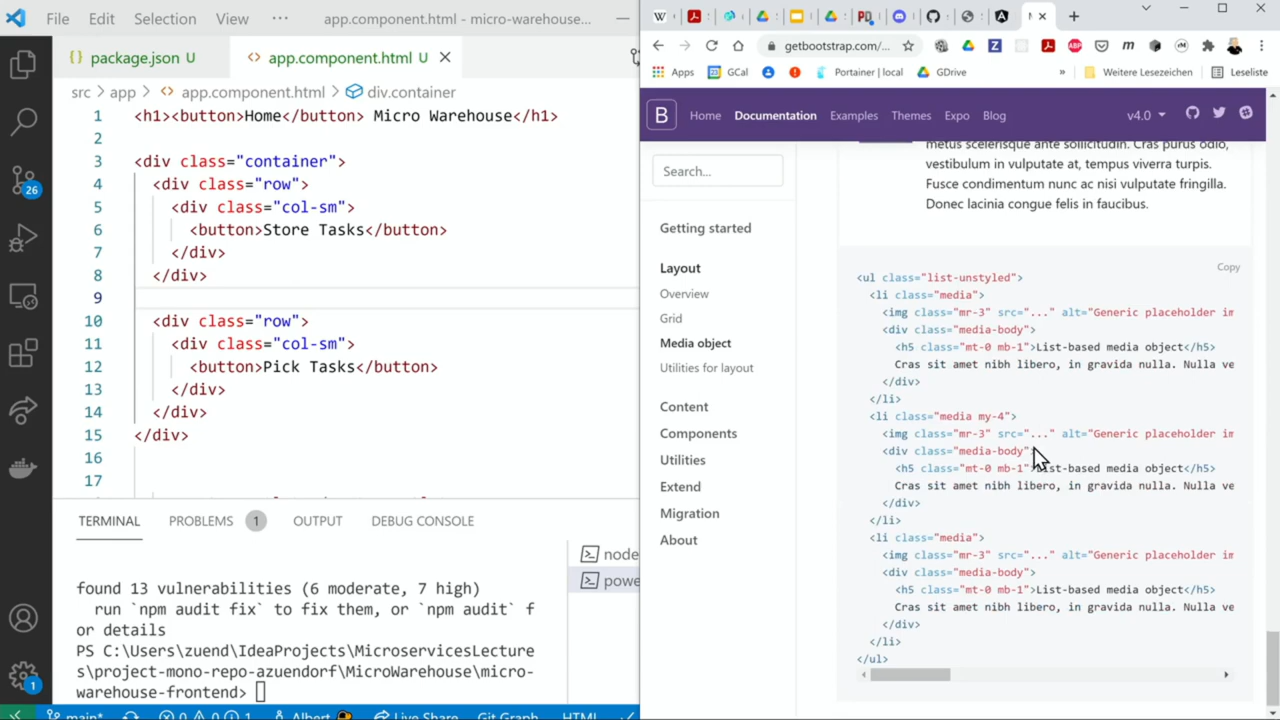 File Edit Selection View ··· app.component.html - micro-warehouse...
package.json U
app.component.html U
src > app > app.component.html > div.container
1 <h1><button>Home</button> Micro Warehouse</h1>
2
3 <div class="container">
4 <div class="row">
5 <div class="col-sm">
6 <button>Store Tasks</button>
7 </div>
8 </div>
9
10 <div class="row">
11 <div class="col-sm">
12 <button>Pick Tasks</button>
13 </div>
14 </div>
15 </div>
16
17
26
1
TERMINAL PROBLEMS 1 OUTPUT DEBUG CONSOLE
node
powe
found 13 vulnerabilities (6 moderate, 7 high)
run `npm audit fix` to fix them, or `npm audit` f
or details
PS C:\Users\zuend\IdeaProjects\MicroservicesLecture
s\project-mono-repo-azuendorf\MicroWarehouse\micro-
warehouse-frontend>
main* 0 0 1 Albert Live Share Git Graph HTML
getbootstrap.com/...
Apps GCal Portainer | local GDrive » Weitere Lesezeichen Leseliste
B Home Documentation Examples Themes Expo Blog v4.0
Search...
Getting started
Layout
Overview
Grid
Media object
Utilities for layout
Content
Components
Utilities
Extend
Migration
About
metus scelerisque ante sollicitudin. Cras purus odio,
vestibulum in vulputate at, tempus viverra turpis.
Fusce condimentum nunc ac nisi vulputate fringilla.
Donec lacinia congue felis in faucibus.
Copy
<ul class="list-unstyled">
<li class="media">
<img class="mr-3" src="..." alt="Generic placeholder im
<div class="media-body">
<h5 class="mt-0 mb-1">List-based media object</h5>
Cras sit amet nibh libero, in gravida nulla. Nulla ve
</div>
</li>
<li class="media my-4">
<img class="mr-3" src="..." alt="Generic placeholder im
<div class="media-body">
<h5 class="mt-0 mb-1">List-based media object</h5>
Cras sit amet nibh libero, in gravida nulla. Nulla ve
</div>
</li>
<li class="media">
<img class="mr-3" src="..." alt="Generic placeholder im
<div class="media-body">
<h5 class="mt-0 mb-1">List-based media object</h5>
Cras sit amet nibh libero, in gravida nulla. Nulla ve
</div>
</li>
</ul>